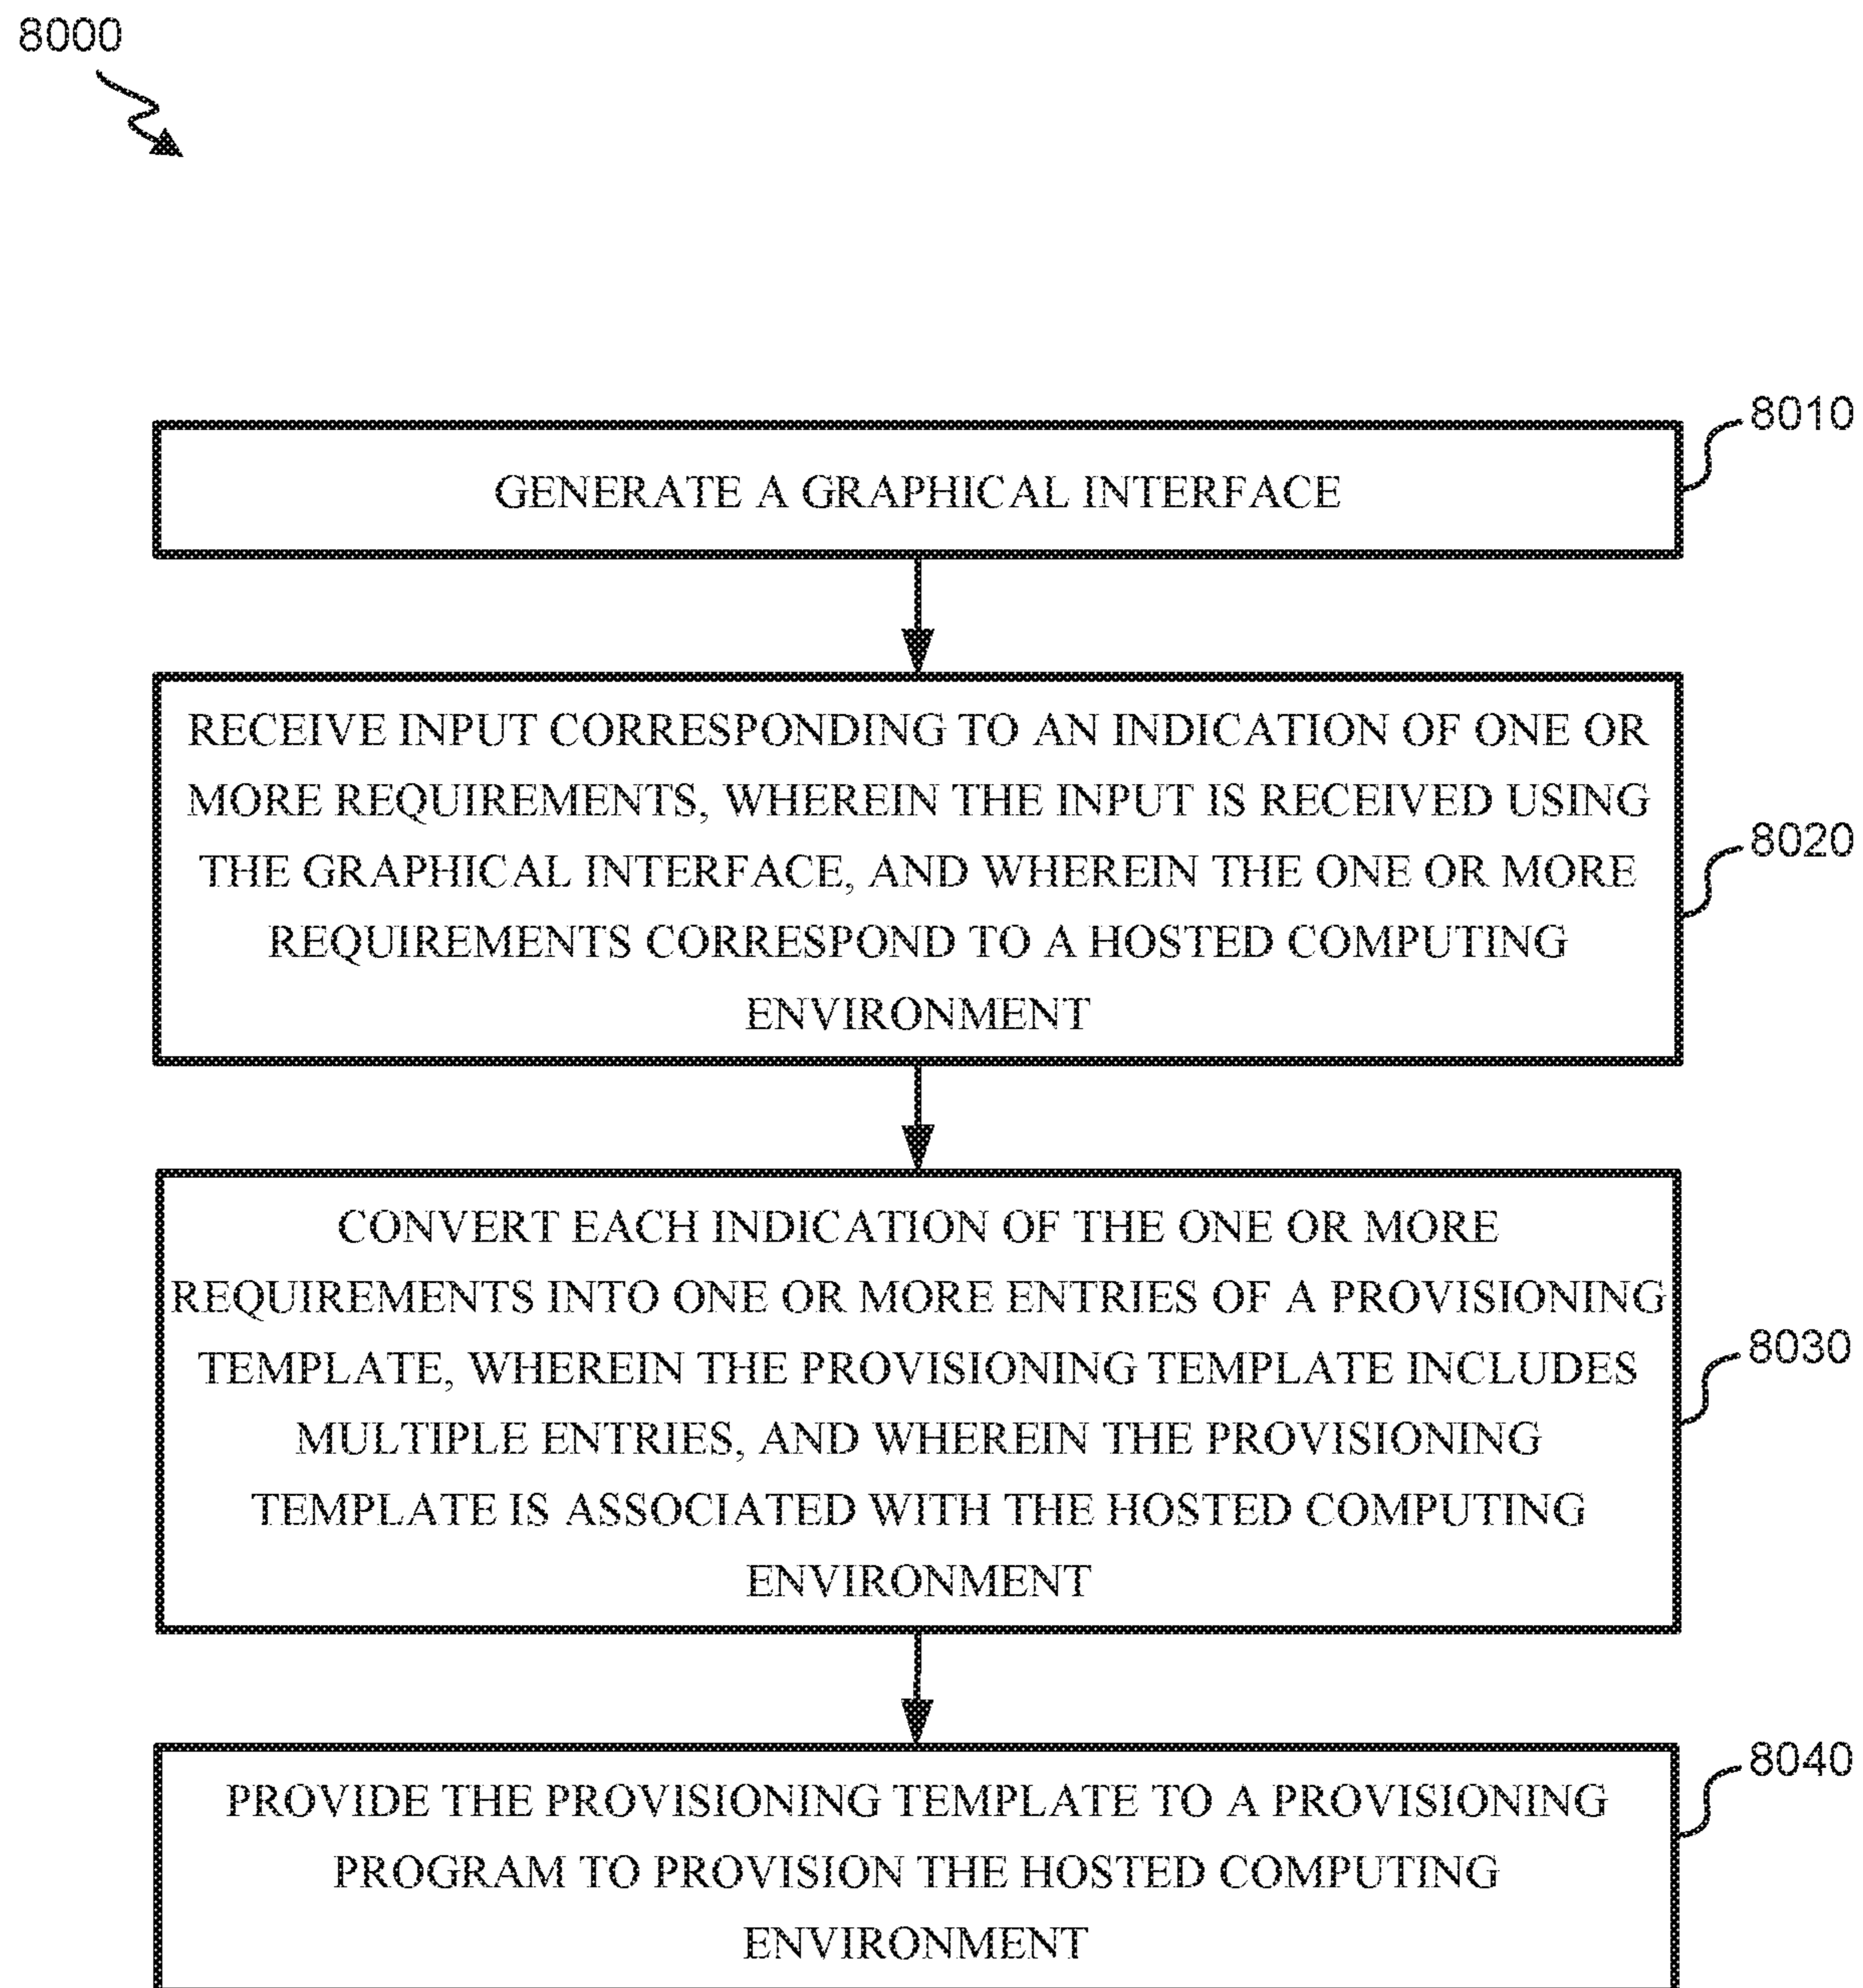 8000
8010
GENERATE A GRAPHICAL INTERFACE
RECEIVE INPUT CORRESPONDING TO AN INDICATION OF ONE OR
MORE REQUIREMENTS, WHEREIN THE INPUT IS RECEIVED USING
THE GRAPHICAL INTERFACE, AND WHEREIN THE ONE OR MORE
REQUIREMENTS CORRESPOND TO A HOSTED COMPUTING
ENVIRONMENT
8020
CONVERT EACH INDICATION OF THE ONE OR MORE
REQUIREMENTS INTO ONE OR MORE ENTRIES OF A PROVISIONING
TEMPLATE, WHEREIN THE PROVISIONING TEMPLATE INCLUDES
MULTIPLE ENTRIES, AND WHEREIN THE PROVISIONING
TEMPLATE IS ASSOCIATED WITH THE HOSTED COMPUTING
ENVIRONMENT
8030
PROVIDE THE PROVISIONING TEMPLATE TO A PROVISIONING
PROGRAM TO PROVISION THE HOSTED COMPUTING
ENVIRONMENT
8040